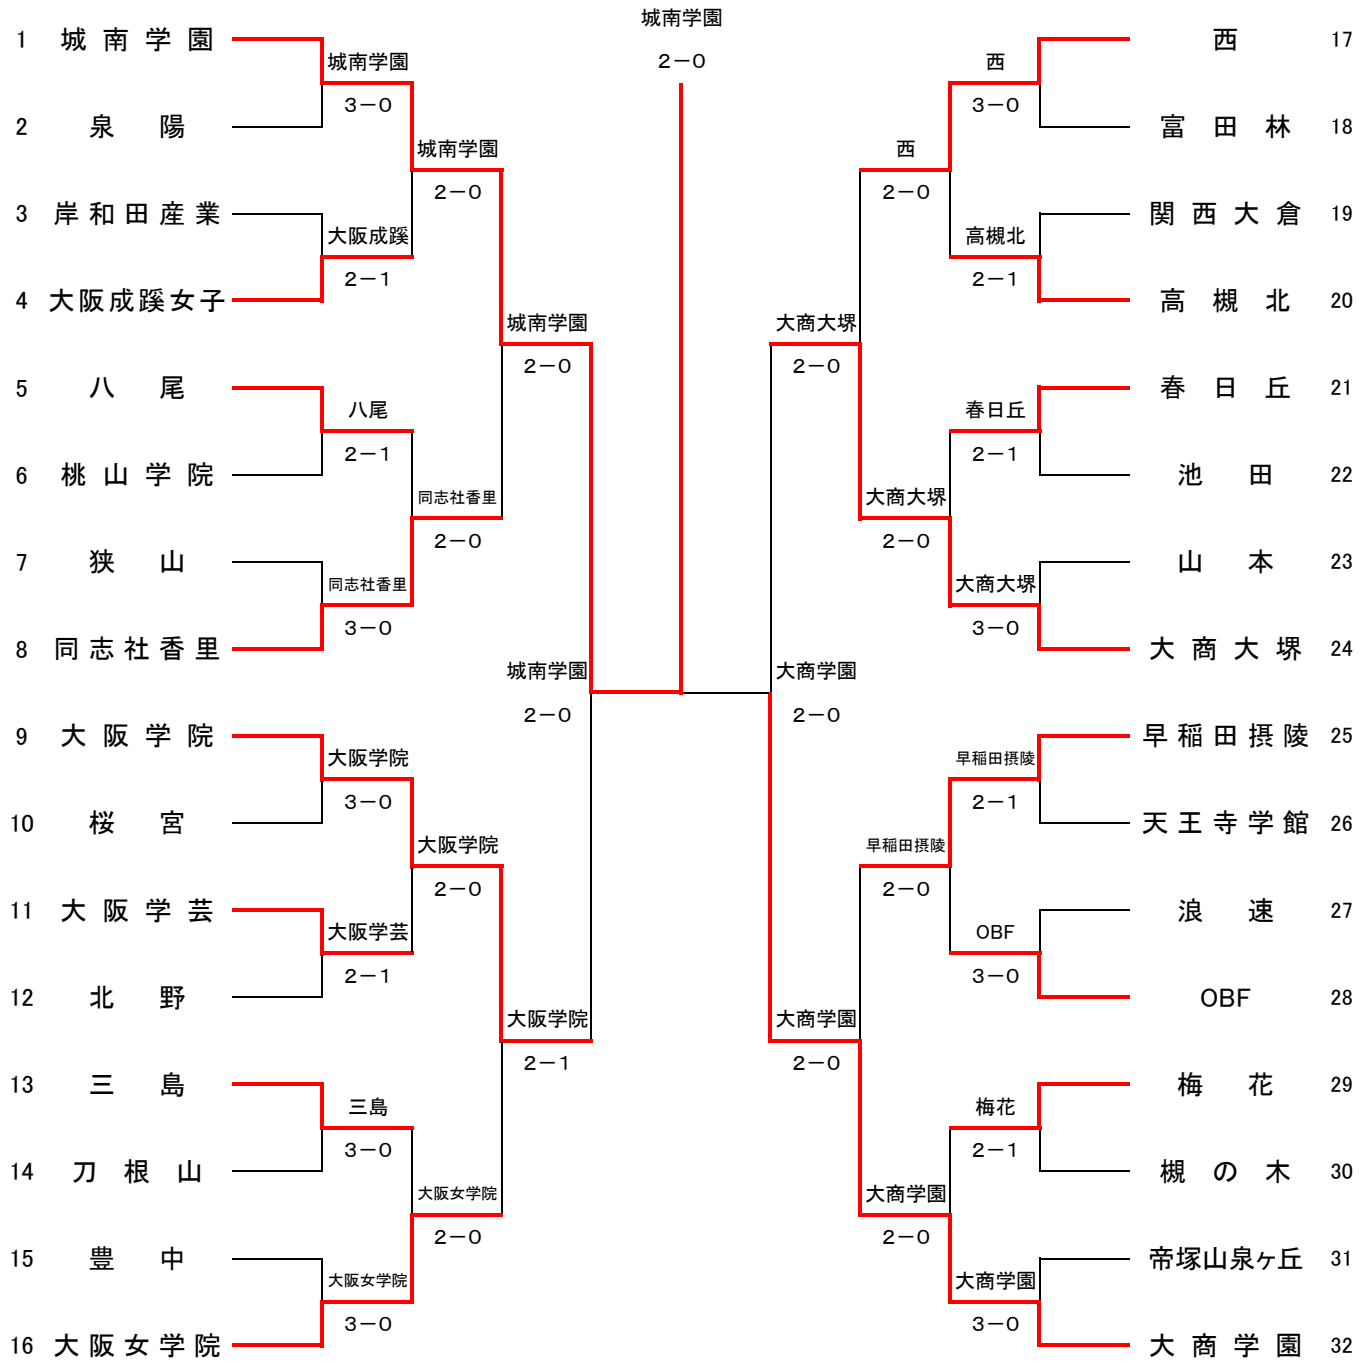 城南学園
2－0
1 城南学園
城南学園
3－0
2 泉陽
城南学園
2－0
3 岸和田産業
大阪成蹊
2－1
4 大阪成蹊女子
城南学園
2－0
5 八尾
八尾
2－1
6 桃山学院
同志社香里
2－0
7 狭山
同志社香里
3－0
8 同志社香里
城南学園
2－0
9 大阪学院
大阪学院
3－0
10 桜宮
大阪学院
2－0
11 大阪学芸
大阪学芸
2－1
12 北野
大阪学院
2－1
13 三島
三島
3－0
14 刀根山
大阪女学院
2－0
15 豊中
大阪女学院
3－0
16 大阪女学院
西 17
西
3－0
富田林 18
西
2－0
関西大倉 19
高槻北
2－1
高槻北 20
大商大堺
2－0
春日丘 21
春日丘
2－1
池田 22
大商大堺
2－0
山本 23
大商大堺
3－0
大商大堺 24
大商学園
2－0
早稲田摂陵 25
早稲田摂陵
2－1
天王寺学館 26
早稲田摂陵
2－0
浪速 27
OBF
3－0
OBF 28
大商学園
2－0
梅花 29
梅花
2－1
槻の木 30
大商学園
2－0
帝塚山泉ヶ丘 31
大商学園
3－0
大商学園 32